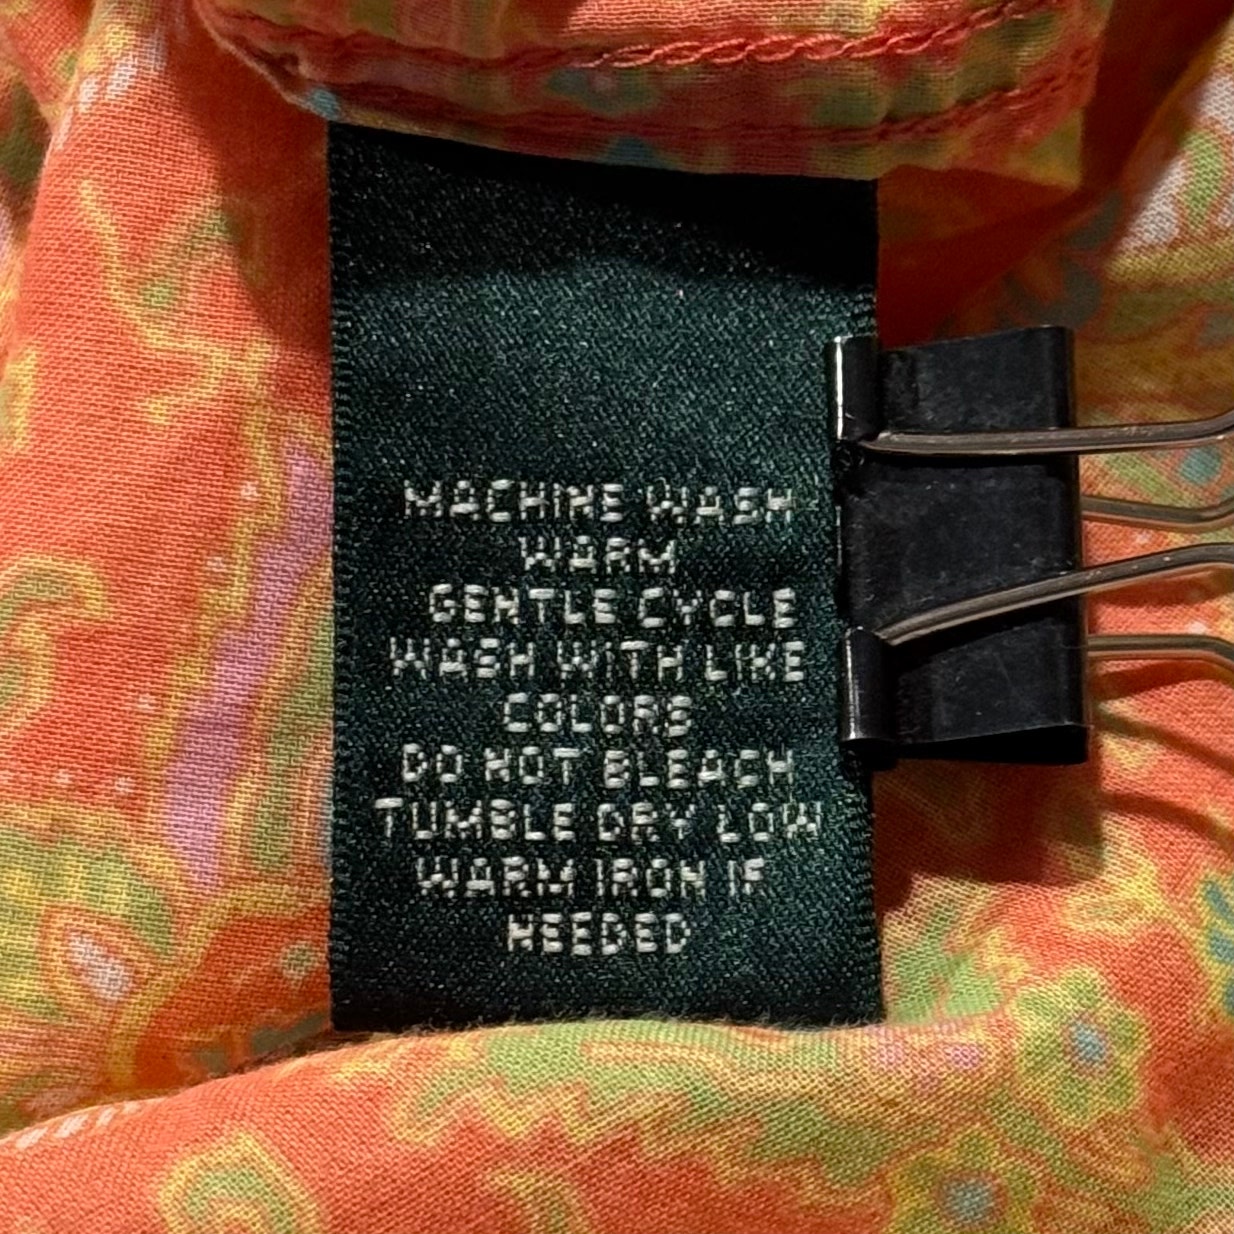 MACHINE WASH
WARM
GENTLE CYCLE
WASH WITH LIKE
COLORS
DO NOT BLEACH
TUMBLE DRY LOW
WARM IRON IF
NEEDED